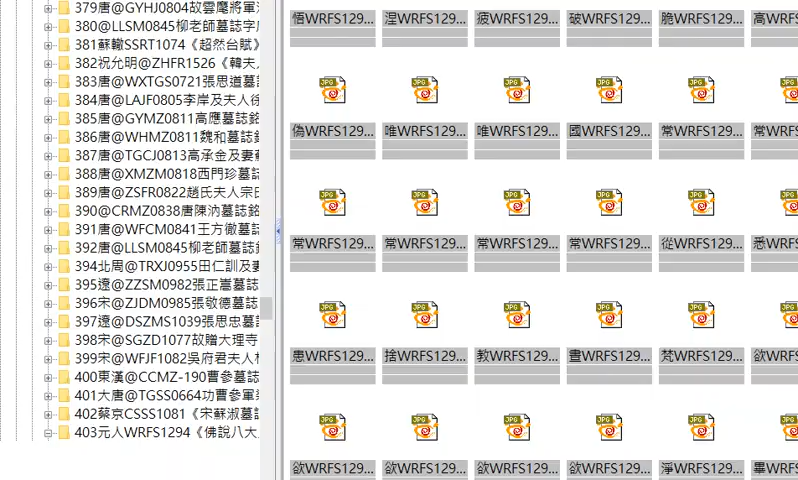 379唐@GYHJ0804故雲麾將軍
380@LLSM0845柳老師墓誌字
381蘇轍SSRT1074《超然台賦》
382祝允明@ZHFR1526《韓夫
383唐@WXTGS0721張思道墓
384唐@LAJF0805李岸及夫人徐
385唐@GYMZ0811高應墓誌銘
386唐@WHMZ0811魏和墓誌
387唐@TGCJ0813高承金及妻
388唐@XMZM0818西門珍墓誌
389唐@ZSFR0822趙氏夫人宗
390@CRMZ0838唐陳汭墓誌銘
391唐@WFCM0841王方徹墓誌
392唐@LLSM0845柳老師墓誌
394北周@TRXJ0955田仁訓及妻
395遼@ZZSM0982張正嵩墓誌
396宋@ZJDM0985張敬德墓誌
397遼@DSZMS1039張思忠墓
398宋@SGZD1077故贈大理寺
399宋@WFJF1082吳府君夫人
400東漢@CCMZ-190曹參墓誌
401大唐@TGSS0664功曹參軍
402蔡京CSSS1081《宋蘇淑墓
403元人WRFS1294《佛說八大
悟WRFS129... 涅WRFS129... 疲WRFS129... 破WRFS129... 脆WRFS129... 高WRF
JPG JPG JPG JPG JPG JPG
偽WRFS129... 唯WRFS129... 唯WRFS129... 國WRFS129... 常WRFS129... 常WRF
JPG JPG JPG JPG JPG JPG
常WRFS129... 常WRFS129... 常WRFS129... 常WRFS129... 從WRFS129... 悉WRF
JPG JPG JPG JPG JPG JPG
患WRFS129... 捨WRFS129... 教WRFS129... 晝WRFS129... 梵WRFS129... 欲WRF
JPG JPG JPG JPG JPG JPG
欲WRFS129... 欲WRFS129... 欲WRFS129... 欲WRFS129... 淨WRFS129... 畢WRF